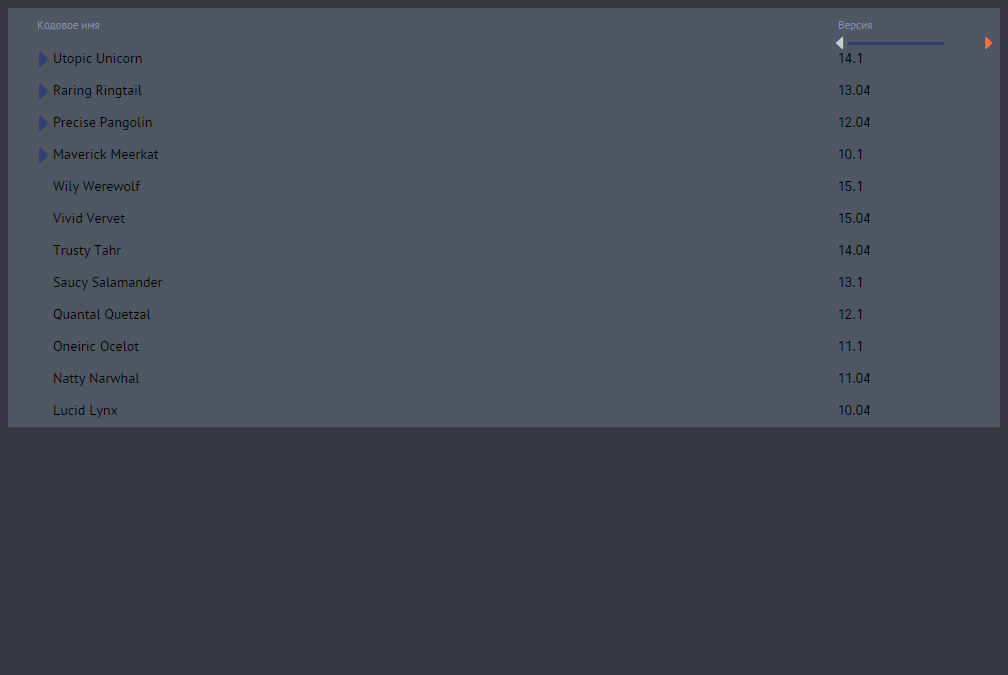 Кодовое имя Версия
Utopic Unicorn 14.1
Raring Ringtail 13.04
Precise Pangolin 12.04
Maverick Meerkat 10.1
Wily Werewolf 15.1
Vivid Vervet 15.04
Trusty Tahr 14.04
Saucy Salamander 13.1
Quantal Quetzal 12.1
Oneiric Ocelot 11.1
Natty Narwhal 11.04
Lucid Lynx 10.04